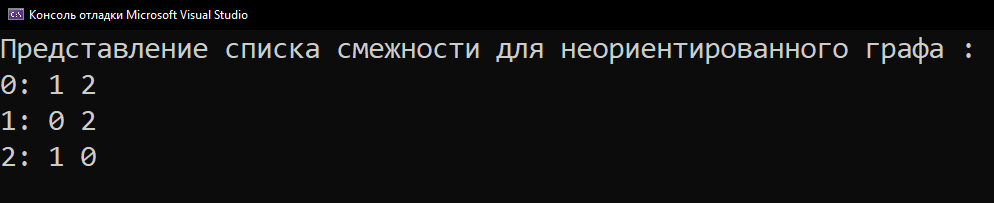 Консоль отладки Microsoft Visual Studio
Представление списка смежности для неориентированного графа :
0: 1 2
1: 0 2
2: 1 0